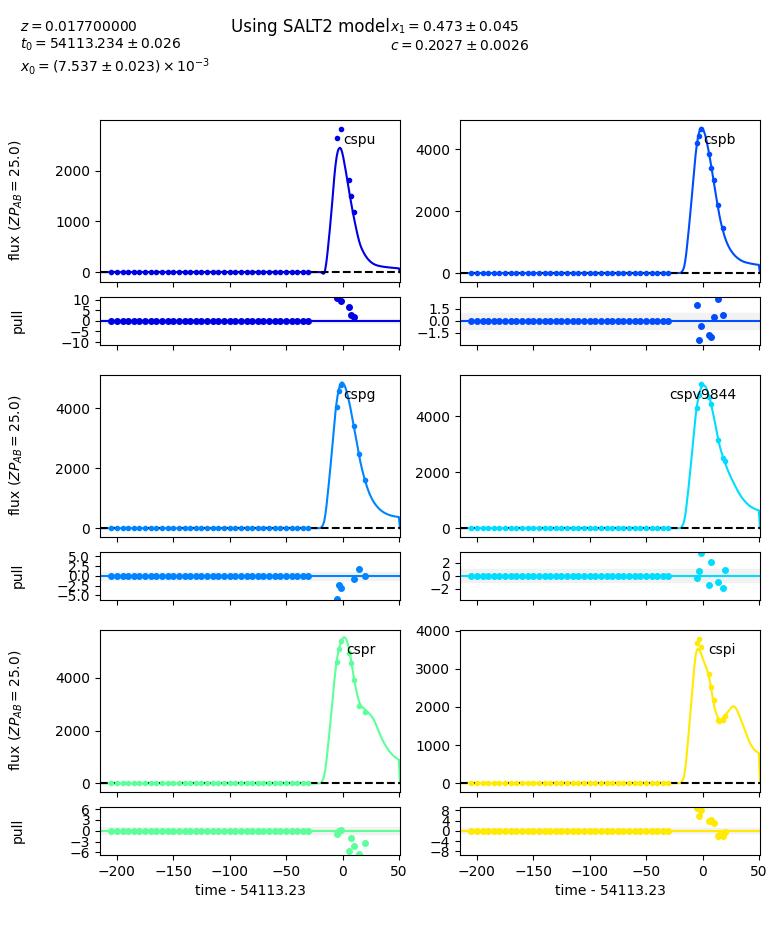 z = 0.017700000
Using SALT2 model
x₁ = 0.473 ± 0.045
t₀ = 54113.234 ± 0.026
c = 0.2027 ± 0.0026
x₀ = (7.537 ± 0.023) × 10⁻³
flux (ZP_AB = 25.0)
2000
1000
0
cspu
4000
2000
0
cspb
pull
10
5
0
−5
−10
1.5
0.0
−1.5
flux (ZP_AB = 25.0)
4000
2000
0
cspg
4000
2000
0
cspv9844
pull
5.0
2.5
0.0
−2.5
−5.0
2
0
−2
flux (ZP_AB = 25.0)
4000
2000
0
cspr
4000
3000
2000
1000
0
cspi
pull
6
3
0
−3
−6
8
4
0
−4
−8
−200 −150 −100 −50 0 50
−200 −150 −100 −50 0 50
time - 54113.23
time - 54113.23